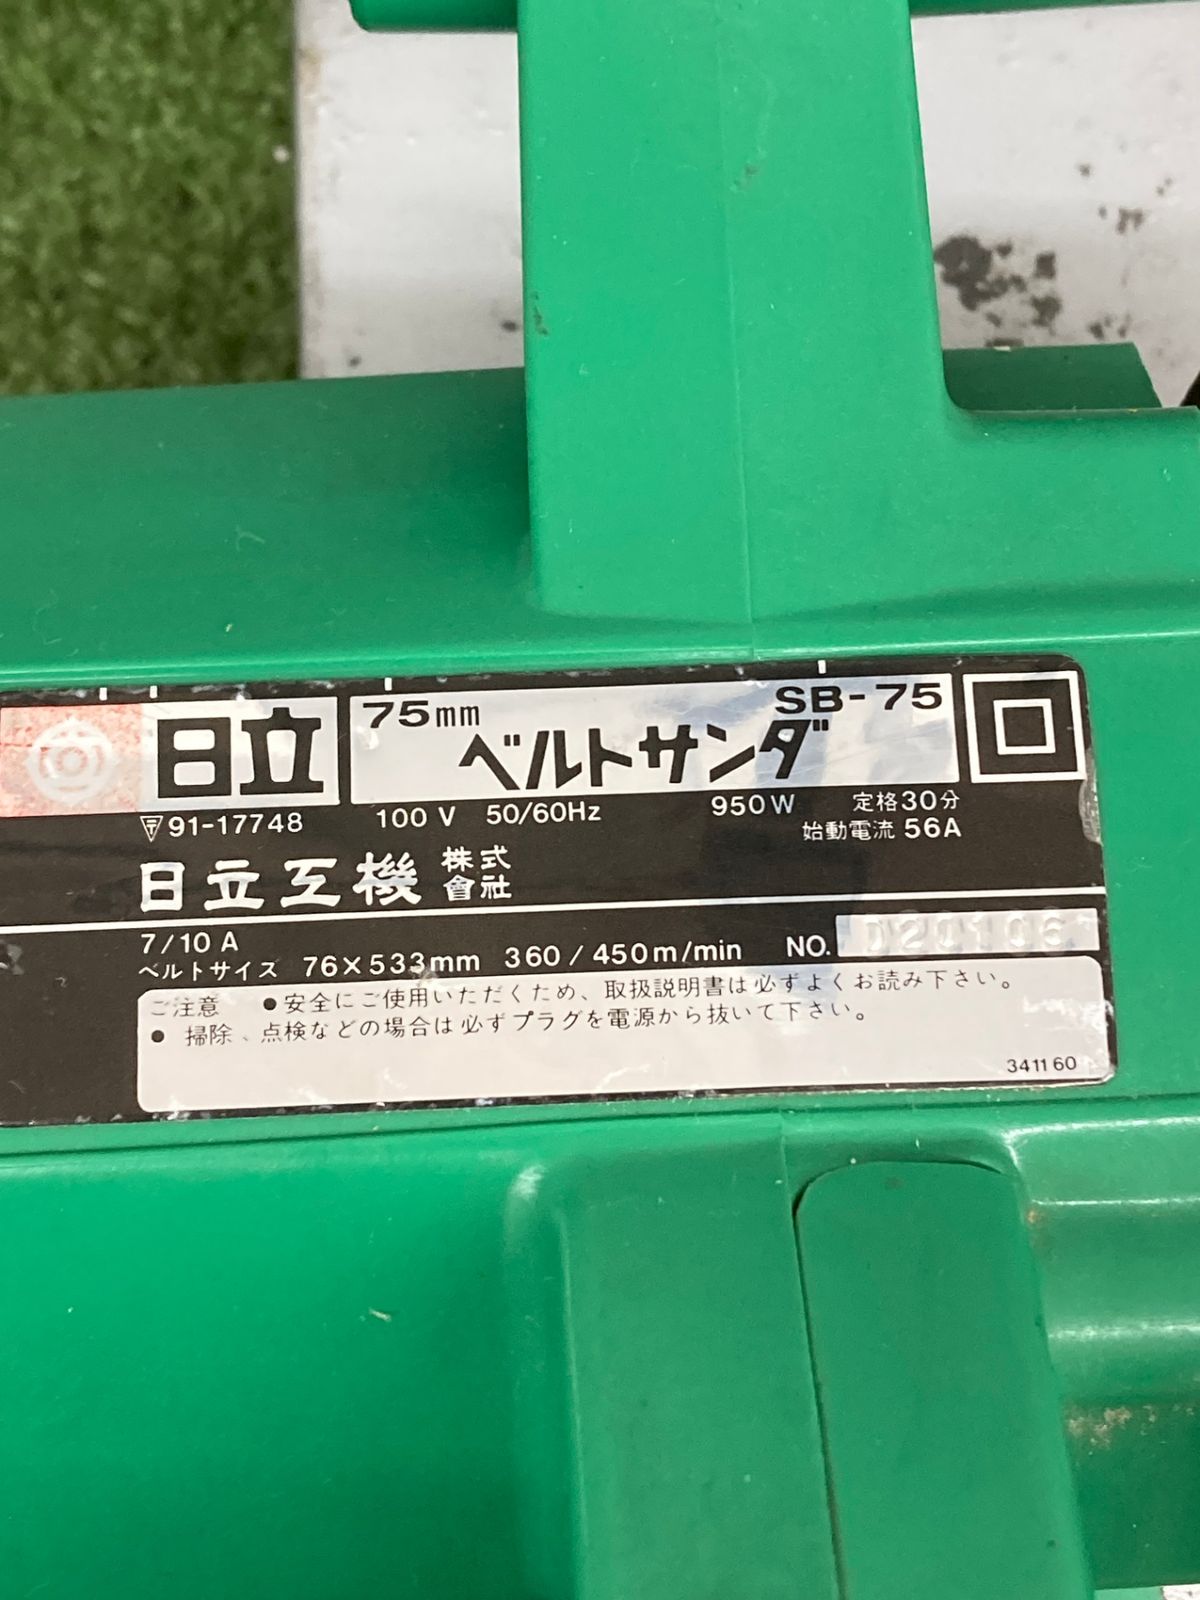 日立
75mm SB-75
ベルトサンダ
〒91-17748
100 V 50/60Hz 950W 定格30分
始動電流 56A
日立工機 株式會社
7/10 A
ベルトサイズ 76×533mm 360/450m/min NO. D20106
ご注意 ●安全にご使用いただくため、取扱説明書は必ずよくお読み下さい。
● 掃除、点検などの場合は必ずプラグを電源から抜いて下さい。
341160